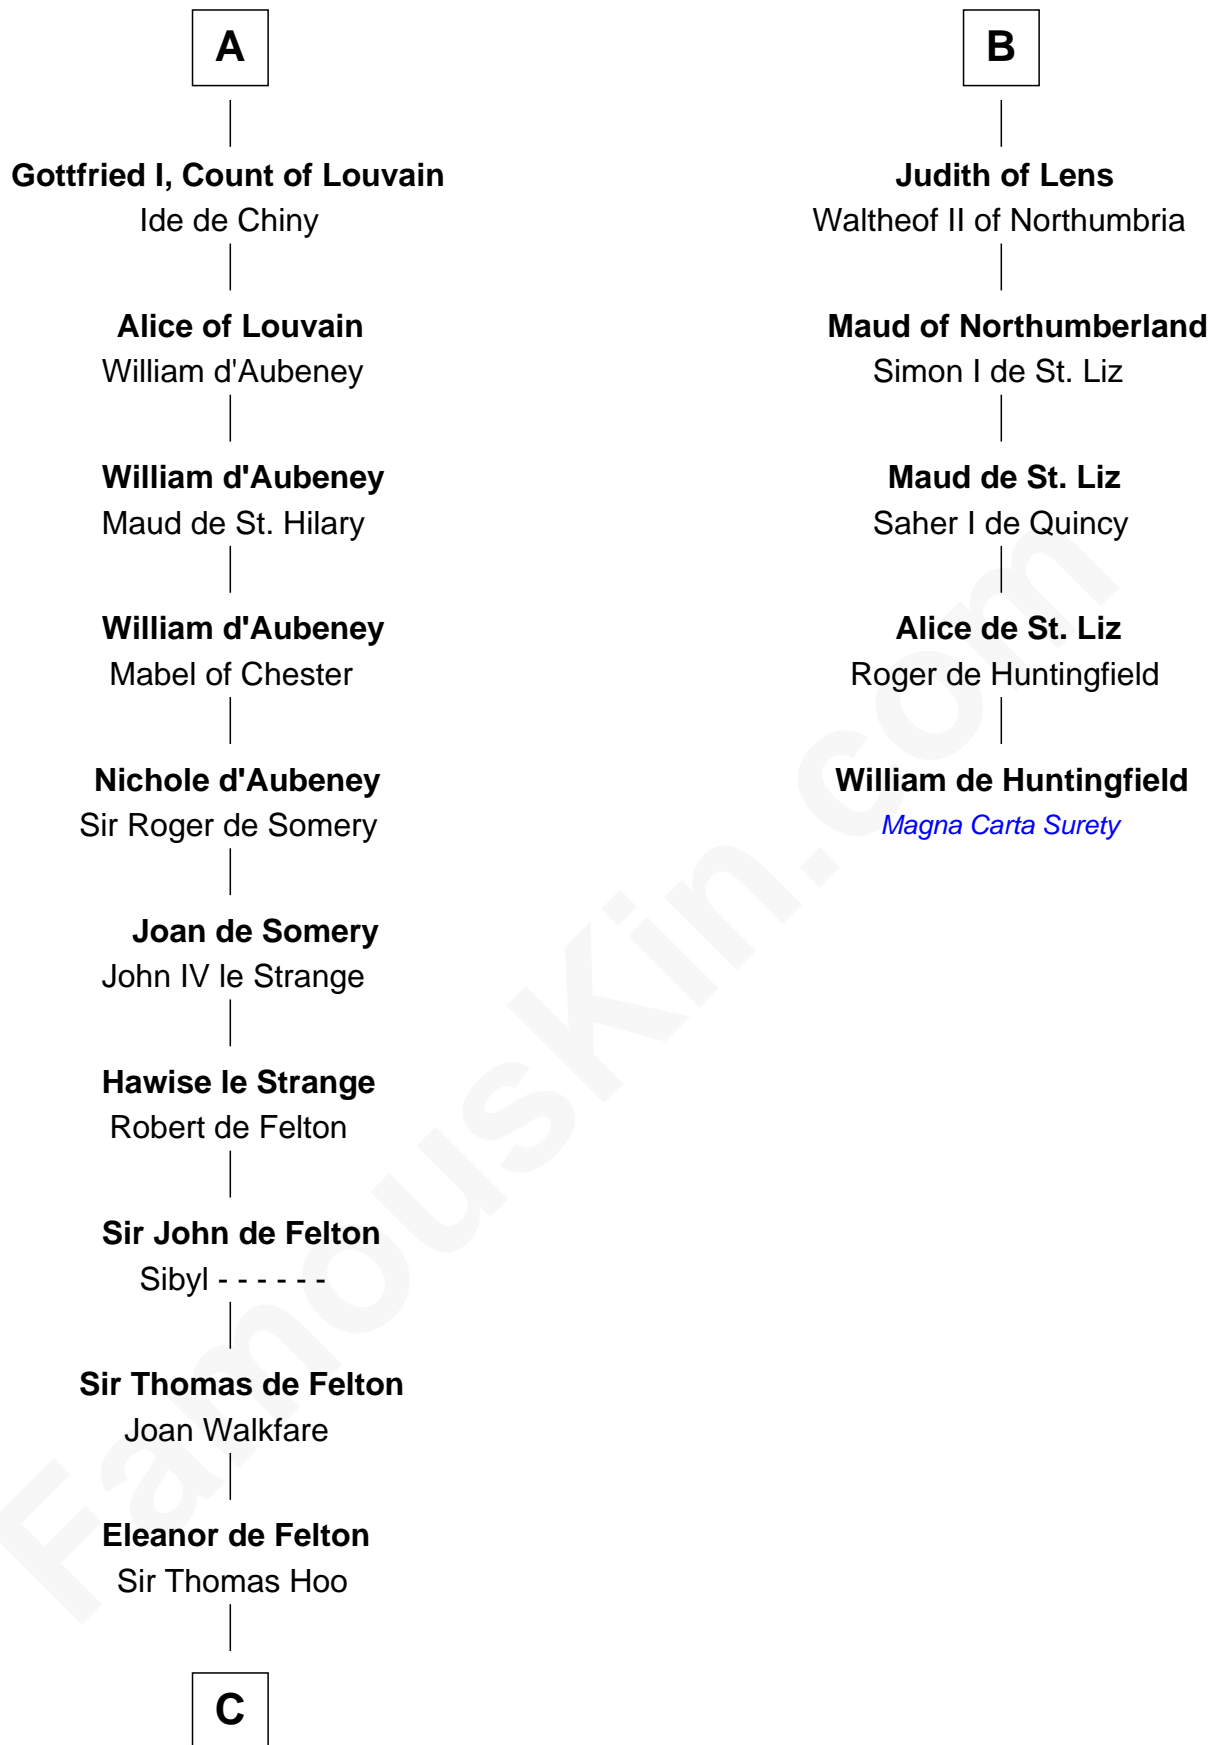 A
Gottfried I, Count of Louvain
Ide de Chiny
Alice of Louvain
William d'Aubeney
William d'Aubeney
Maud de St. Hilary
William d'Aubeney
Mabel of Chester
Nichole d'Aubeney
Sir Roger de Somery
Joan de Somery
John IV le Strange
Hawise le Strange
Robert de Felton
Sir John de Felton
Sibyl - - - - - -
Sir Thomas de Felton
Joan Walkfare
Eleanor de Felton
Sir Thomas Hoo
C
B
Judith of Lens
Waltheof II of Northumbria
Maud of Northumberland
Simon I de St. Liz
Maud de St. Liz
Saher I de Quincy
Alice de St. Liz
Roger de Huntingfield
William de Huntingfield
Magna Carta Surety
FamousKin.com